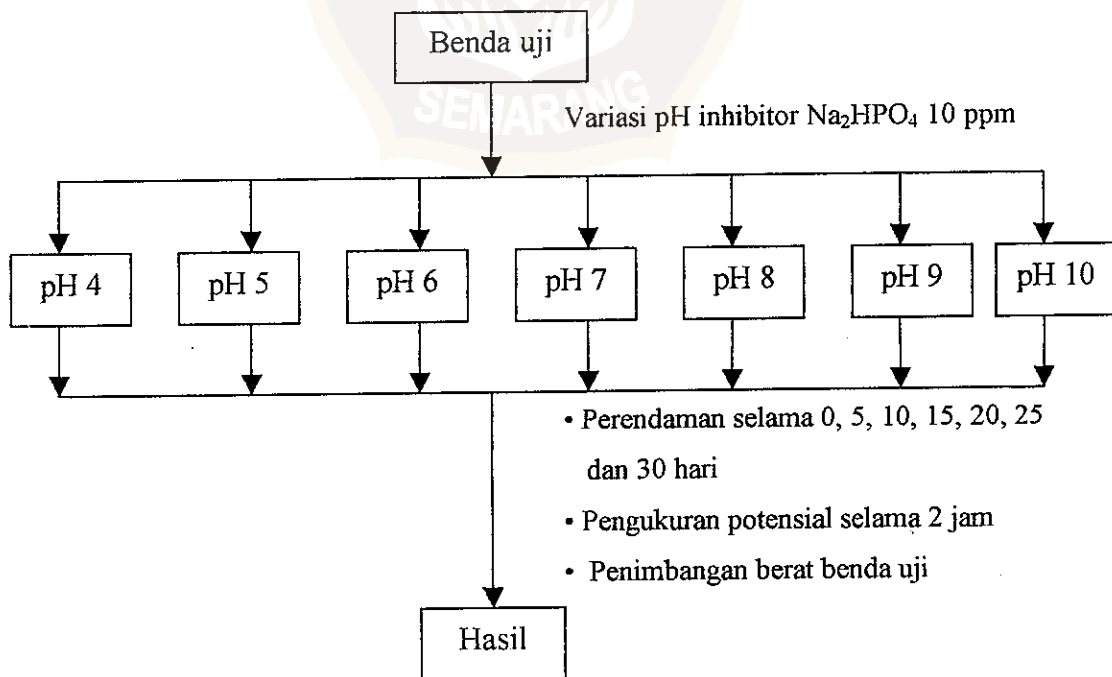 Benda uji
SEMARANG
Variasi pH inhibitor Na₂HPO₄ 10 ppm
pH 4
pH 5
pH 6
pH 7
pH 8
pH 9
pH 10
• Perendaman selama 0, 5, 10, 15, 20, 25
dan 30 hari
• Pengukuran potensial selama 2 jam
• Penimbangan berat benda uji
Hasil